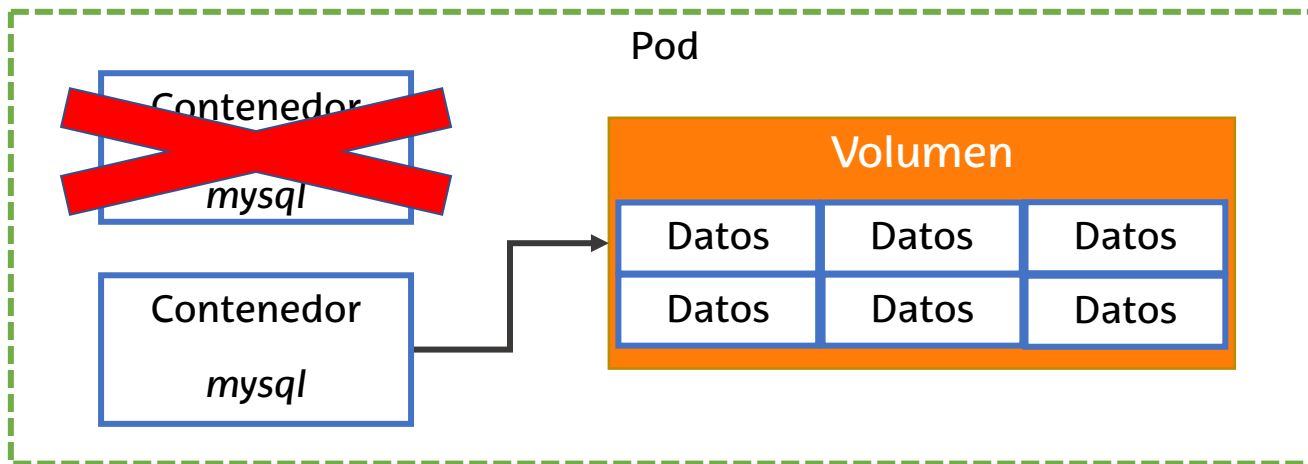 Pod
Contenedor
mysql
Contenedor
mysql
Volumen
Datos Datos Datos
Datos Datos Datos